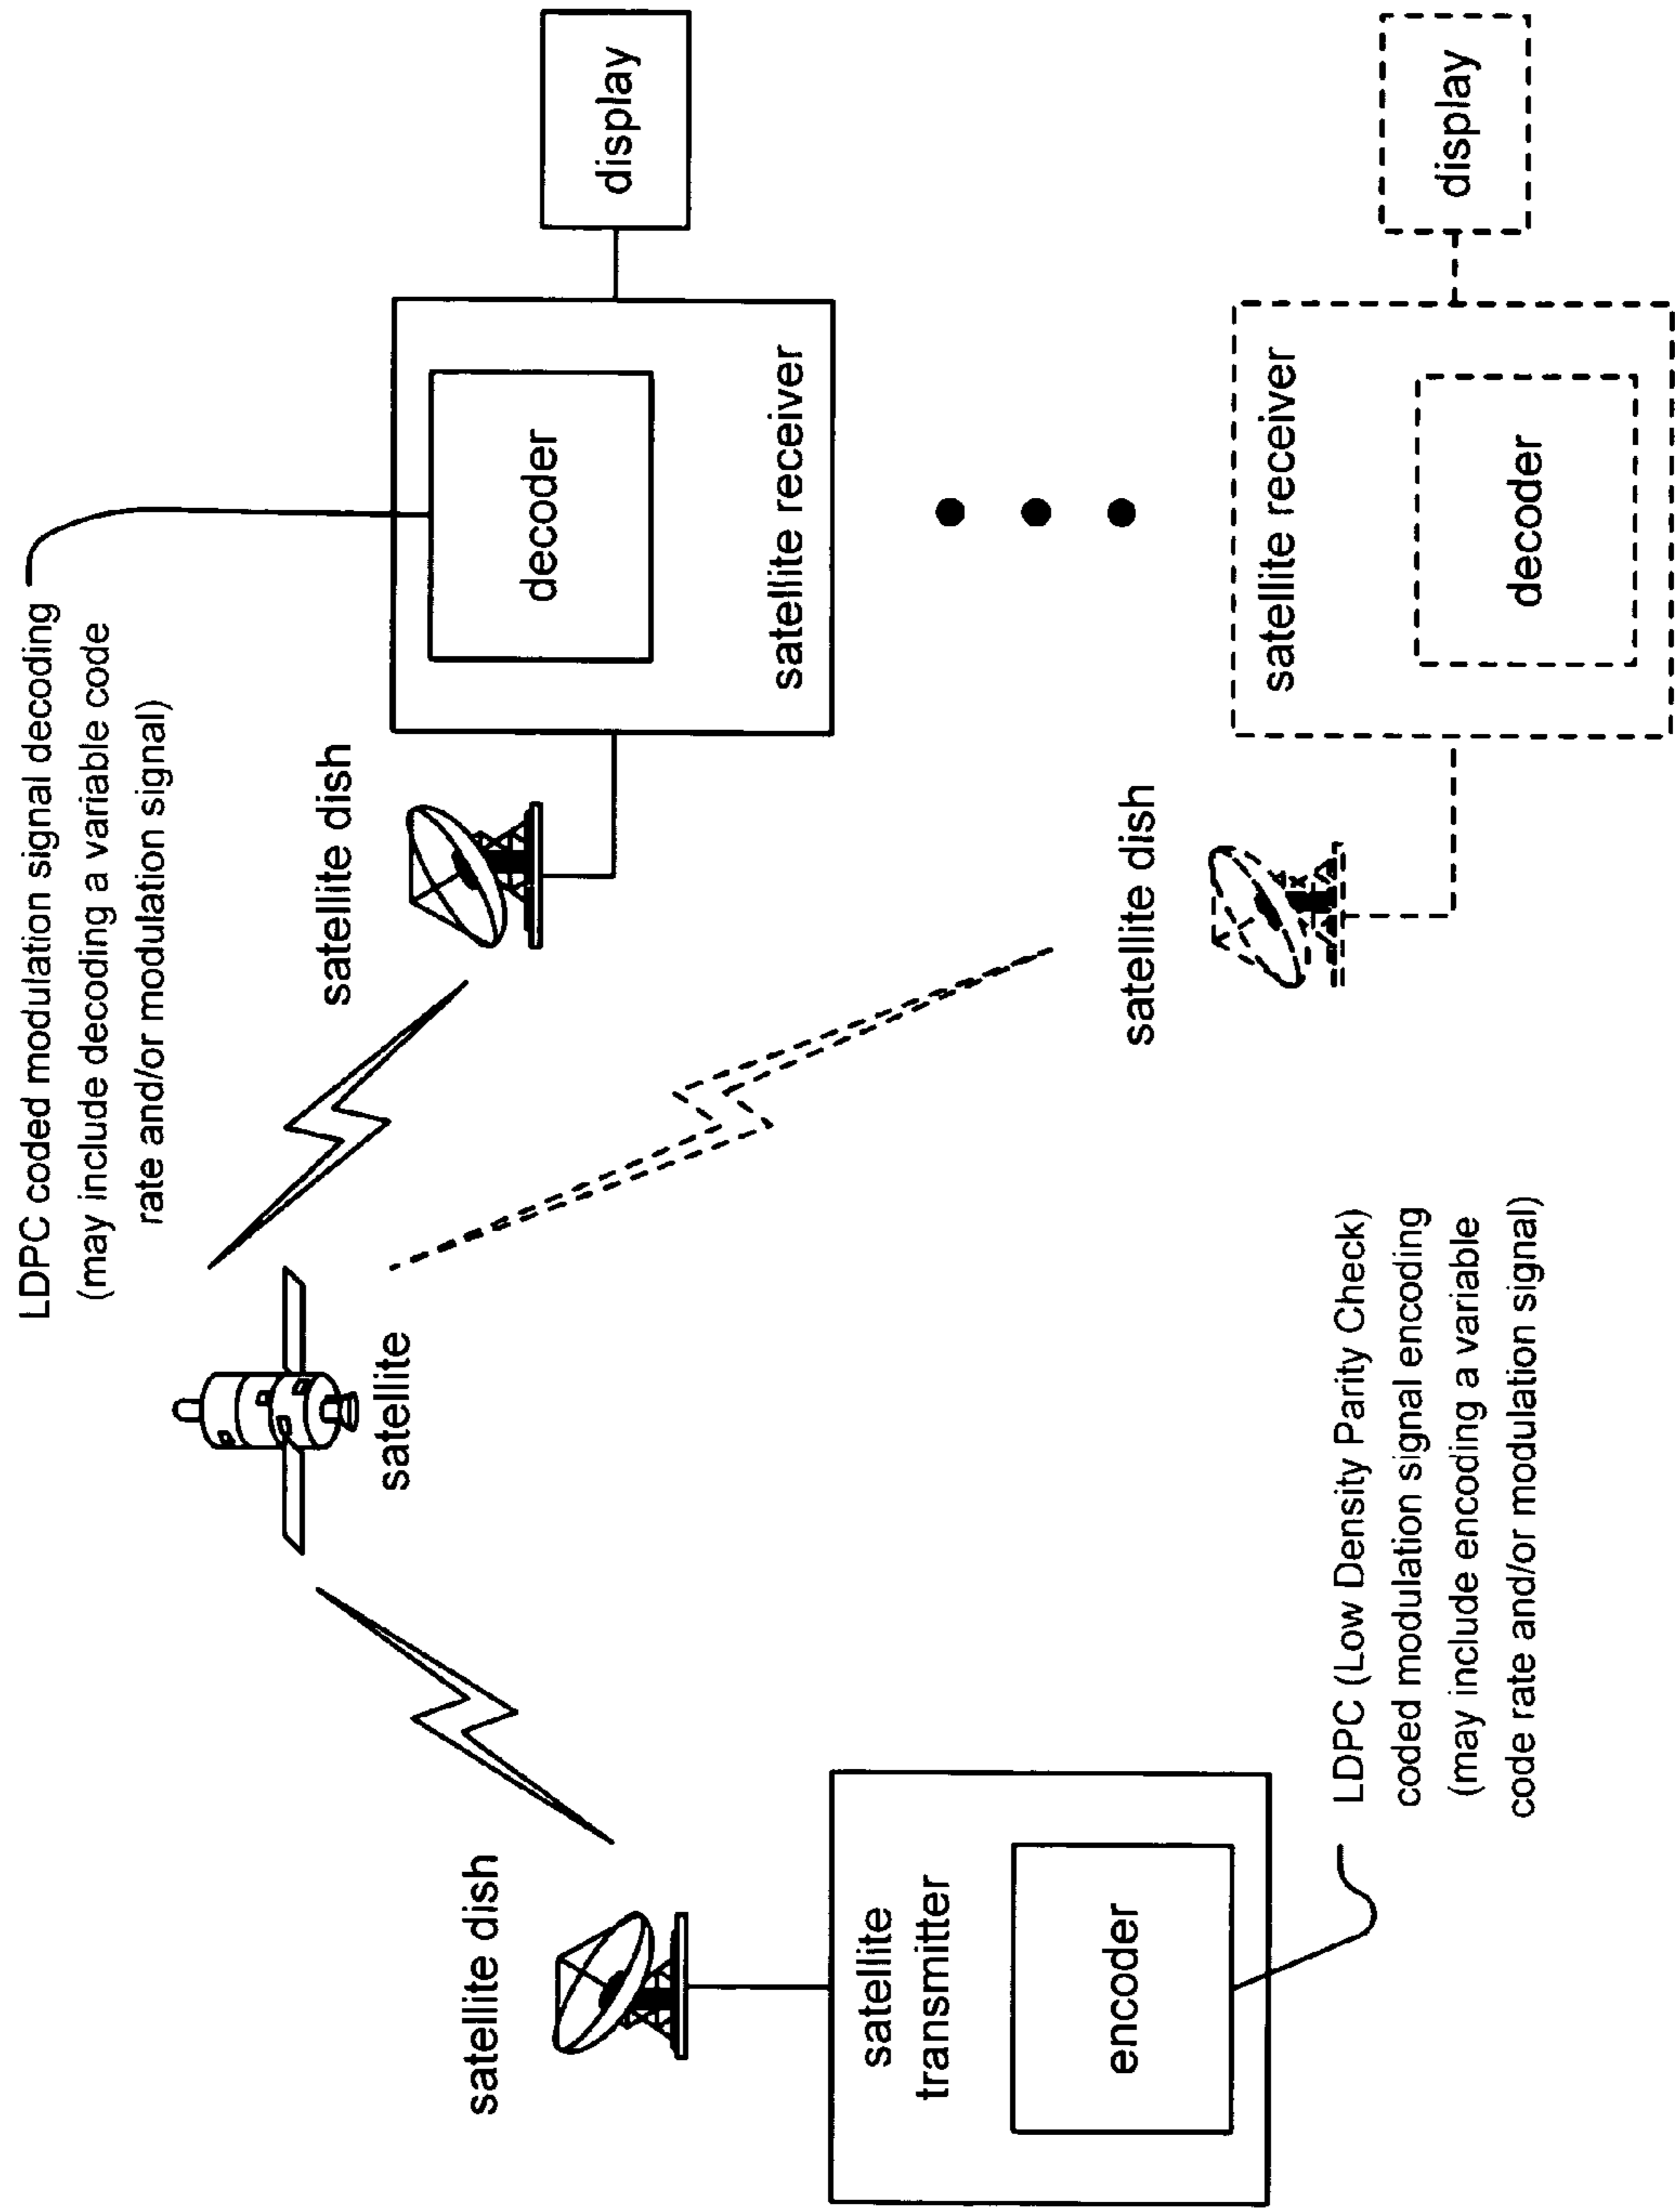 LDPC coded modulation signal decoding
(may include decoding a variable code
rate and/or modulation signal)
satellite
satellite dish
decoder
satellite receiver
display
satellite dish
satellite
transmitter
encoder
LDPC (Low Density Parity Check)
coded modulation signal encoding
(may include encoding a variable
code rate and/or modulation signal)
satellite dish
satellite receiver
decoder
display